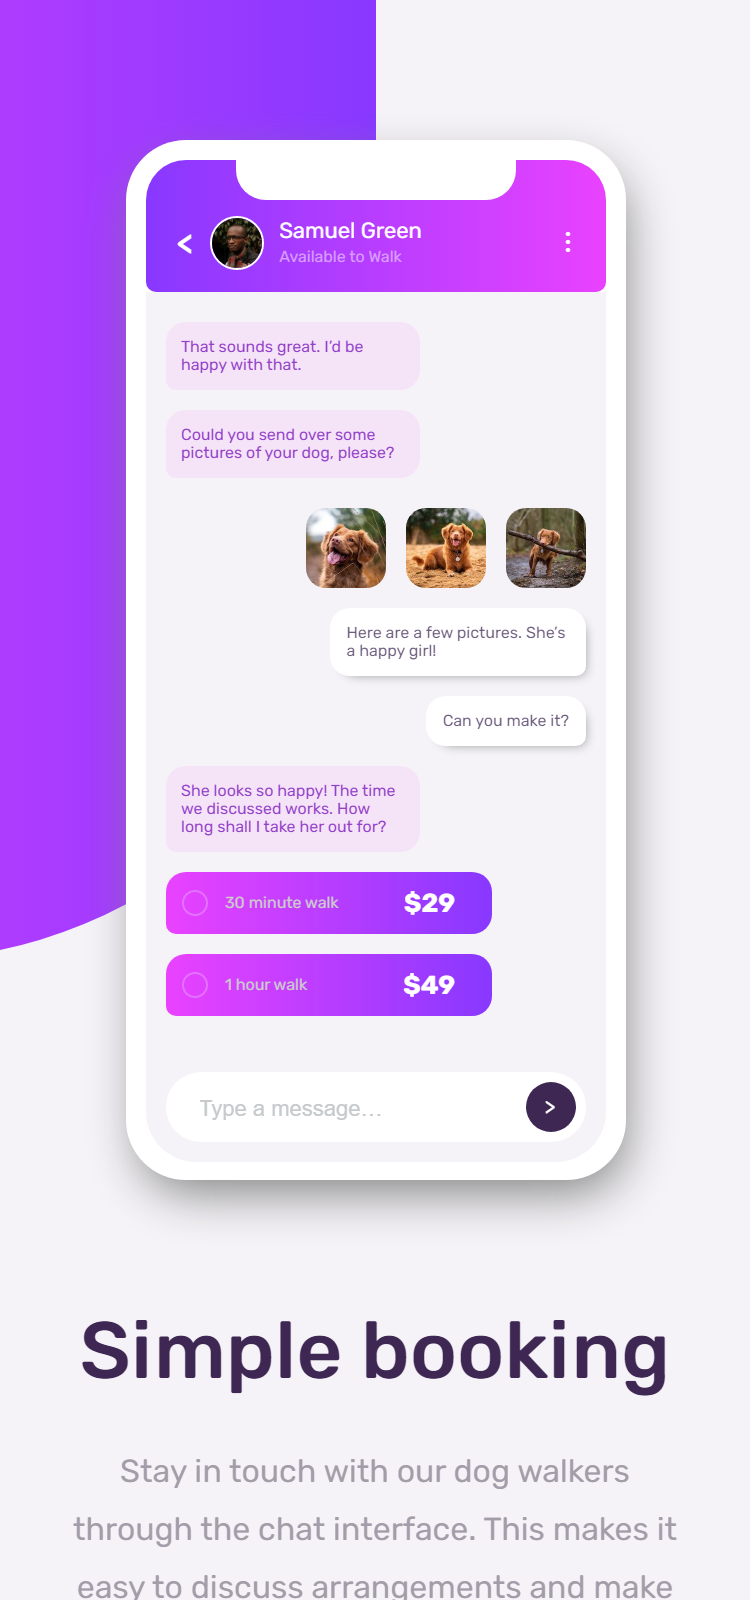 Samuel Green
Available to Walk
That sounds great. I’d be
happy with that.
Could you send over some
pictures of your dog, please?
Here are a few pictures. She’s
a happy girl!
Can you make it?
She looks so happy! The time
we discussed works. How
long shall I take her out for?
30 minute walk $29
1 hour walk $49
Type a message…
Simple booking
Stay in touch with our dog walkers
through the chat interface. This makes it
easy to discuss arrangements and make